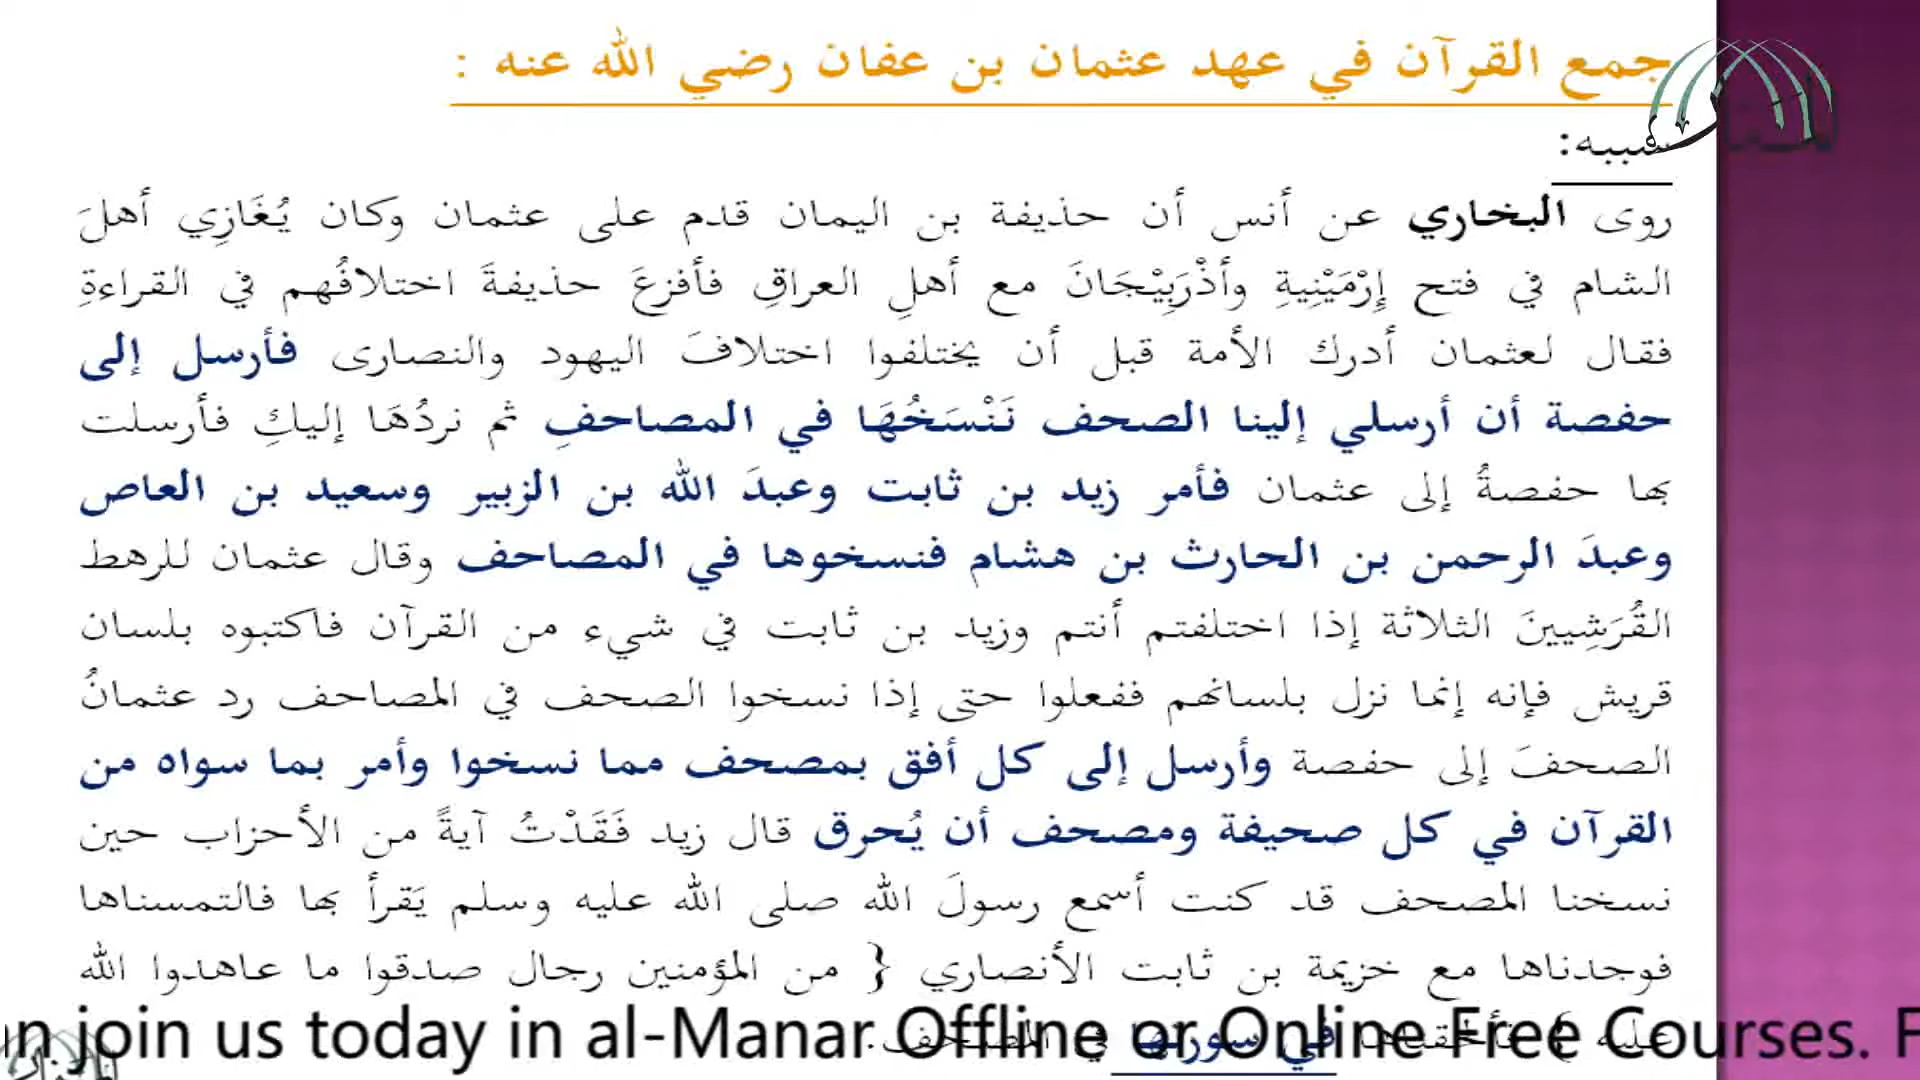 جمع القرآن في عهد عثمان بن عفان رضي الله عنه :
سببه:
روى البخاري عن أنس أن حذيفة بن اليمان قدم على عثمان وكان يُغَازِي أهلَ
الشام في فتح إِرْمَيْنِيةِ وأذْرَبِيْجَانَ مع أهلِ العراقِ فأفزعَ حذيفةَ اختلافُهم في القراءةِ
فقال لعثمان أدرك الأمة قبل أن يختلفوا اختلافَ اليهود والنصارى فأرسل إلى
حفصة أن أرسلي إلينا الصحف نَنْسَخُهَا في المصاحفِ ثم نردُهَا إليكِ فأرسلت
بها حفصةُ إلى عثمان فأمر زيد بن ثابت وعبدَ الله بن الزبير وسعيد بن العاص
وعبدَ الرحمن بن الحارث بن هشام فنسخوها في المصاحف وقال عثمان للرهط
القُرَشِيينَ الثلاثة إذا اختلفتم أنتم وزيد بن ثابت في شيء من القرآن فاكتبوه بلسان
قريش فإنه إنما نزل بلسانهم ففعلوا حتى إذا نسخوا الصحف في المصاحف رد عثمانُ
الصحفَ إلى حفصة وأرسل إلى كل أفق بمصحف مما نسخوا وأمر بما سواه من
القرآن في كل صحيفة ومصحف أن يُحرق قال زيد فَقَدْتُ آيةً من الأحزاب حين
نسخنا المصحف قد كنت أسمع رسولَ الله صلى الله عليه وسلم يَقرأ بها فالتمسناها
فوجدناها مع خزيمة بن ثابت الأنصاري { من المؤمنين رجال صدقوا ما عاهدوا الله
عليه } فألحقناها في سورتها في المصحف.
join us today in al-Manar Offline or Online Free Courses.
المنار